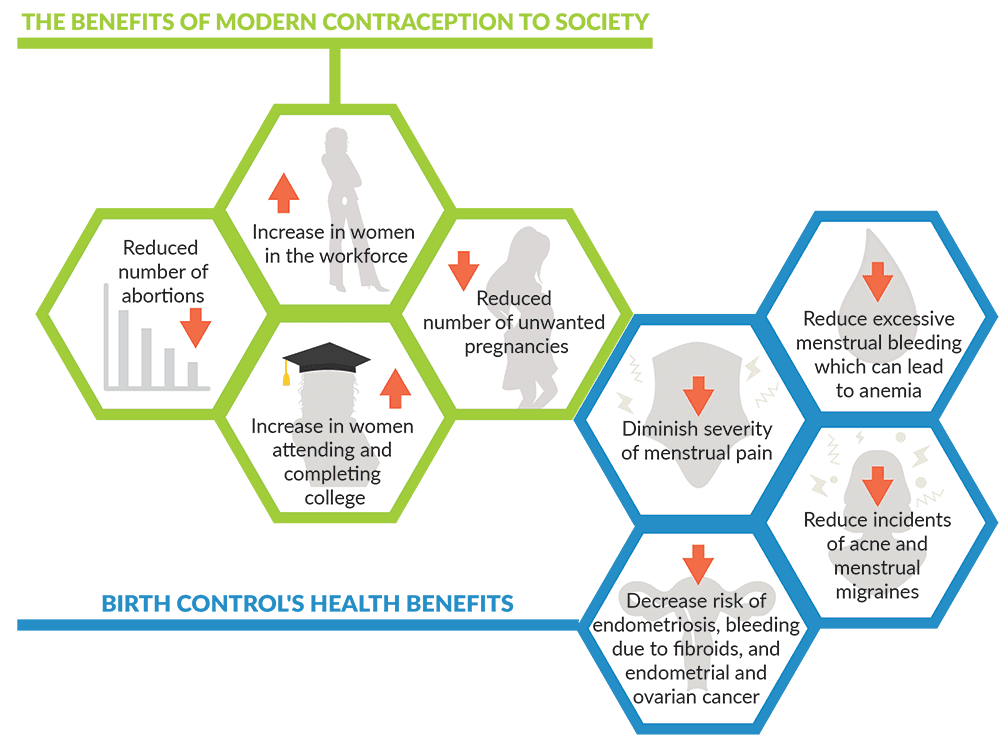 THE BENEFITS OF MODERN CONTRACEPTION TO SOCIETY
Increase in women
in the workforce
Reduced
number of
abortions
Reduced
number of unwanted
pregnancies
Increase in women
attending and
completing
college
Reduce excessive
menstrual bleeding
which can lead
to anemia
Diminish severity
of menstrual pain
Reduce incidents
of acne and
menstrual
migraines
BIRTH CONTROL'S HEALTH BENEFITS
Decrease risk of
endometriosis, bleeding
due to fibroids, and
endometrial and
ovarian cancer